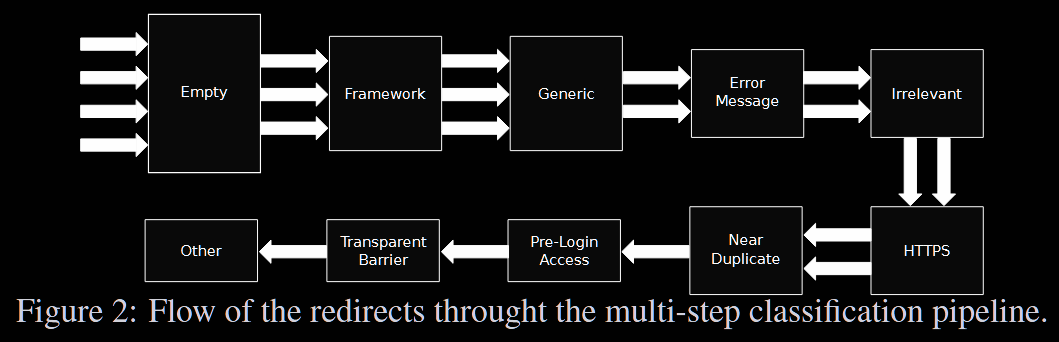 Empty
Framework
Generic
Error
Message
Irrelevant
HTTPS
Near
Duplicate
Pre-Login
Access
Transparent
Barrier
Other
Figure 2: Flow of the redirects throught the multi-step classification pipeline.